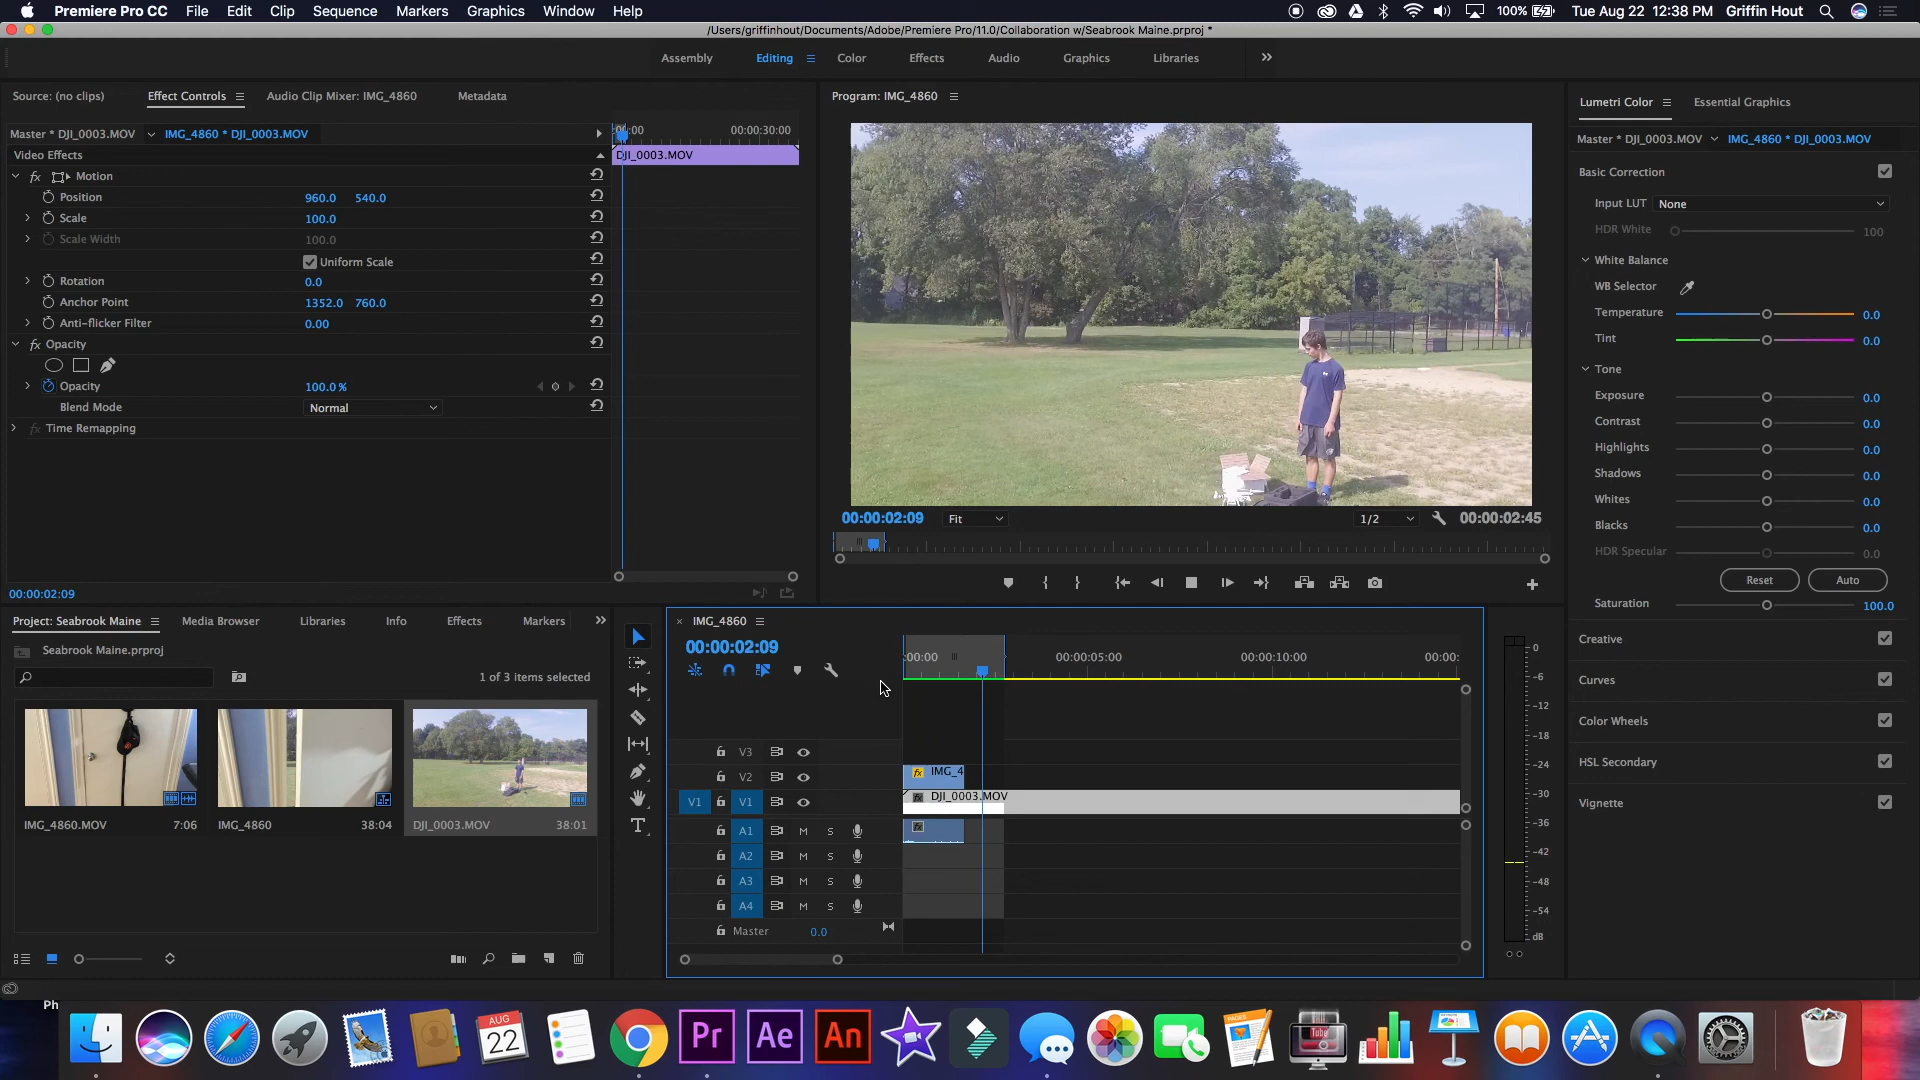 Premiere Pro CC File Edit Clip Sequence Markers Graphics Window Help 100% Tue Aug 22 12:38 PM Griffin Hout
/Users/griffinhout/Documents/Adobe/Premiere Pro/11.0/Collaboration w/Seabrook Maine.prproj *
Assembly Editing Color Effects Audio Graphics Libraries
Source: (no clips) Effect Controls Audio Clip Mixer: IMG_4860 Metadata
Master * DJI_0003.MOV IMG_4860 * DJI_0003.MOV
:00:00 00:00:30:00
Video Effects
DJI_0003.MOV
fx Motion
Position 960.0 540.0
Scale 100.0
Scale Width 100.0
Uniform Scale
Rotation 0.0
Anchor Point 1352.0 760.0
Anti-flicker Filter 0.00
fx Opacity
Opacity 100.0 %
Blend Mode Normal
fx Time Remapping
00:00:02:09
Program: IMG_4860
00:00:02:09 Fit 1/2 00:00:02:45
Lumetri Color Essential Graphics
Master * DJI_0003.MOV IMG_4860 * DJI_0003.MOV
Basic Correction
Input LUT None
HDR White 100
White Balance
WB Selector
Temperature 0.0
Tint 0.0
Tone
Exposure 0.0
Contrast 0.0
Highlights 0.0
Shadows 0.0
Whites 0.0
Blacks 0.0
HDR Specular 0.0
Reset Auto
Saturation 100.0
Creative
Curves
Color Wheels
HSL Secondary
Vignette
Project: Seabrook Maine Media Browser Libraries Info Effects Markers
Seabrook Maine.prproj
1 of 3 items selected
IMG_4860.MOV 7:06
IMG_4860 38:04
DJI_0003.MOV 38:01
IMG_4860
00:00:02:09
:00:00 00:00:05:00 00:00:10:00 00:00:
V3
V2 fx IMG_4
V1 V1 fx DJI_0003.MOV
A1 M S fx
A2 M S
A3 M S
A4 M S
Master 0.0
0
-6
-12
-18
-24
-30
-36
-42
-48
-54
dB
Ph
AUG
22
Pr Ae An
PAGES
Tube